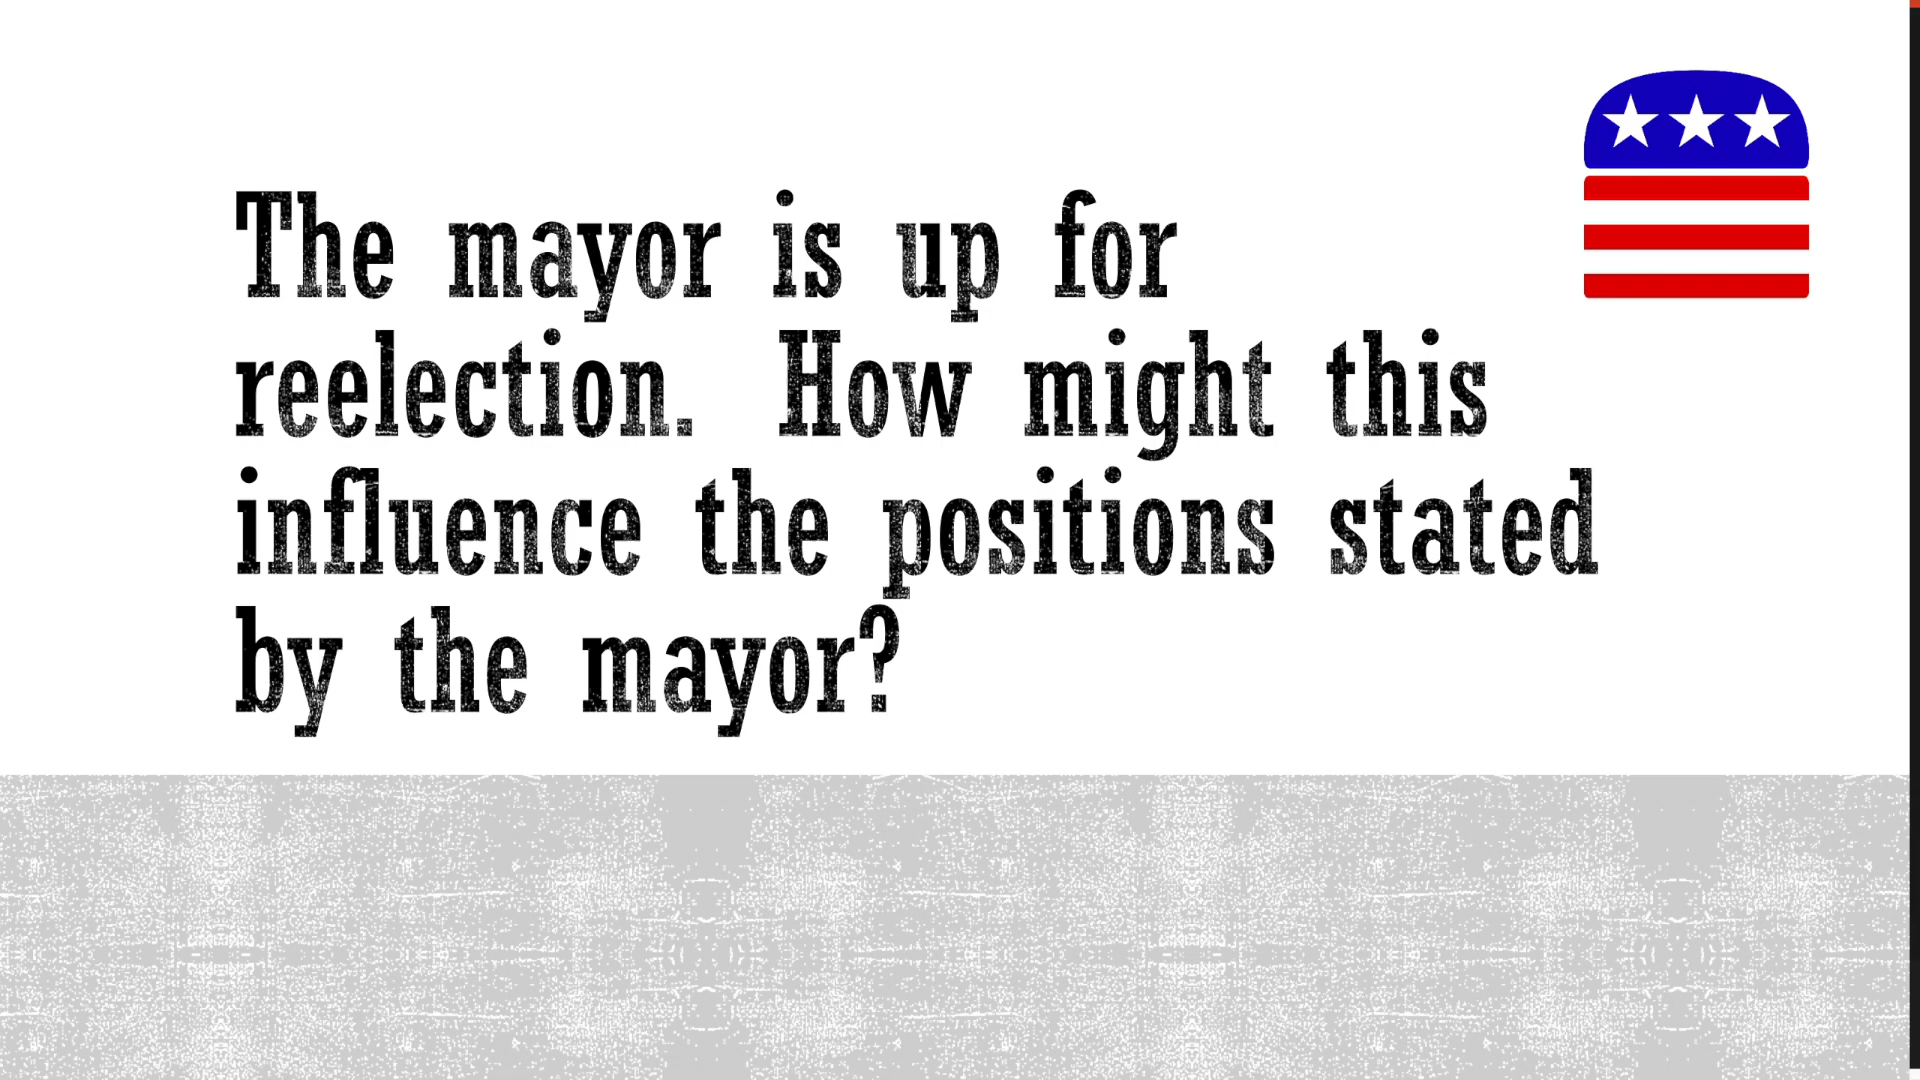 The mayor is up for
reelection.  How might this
influence the positions stated
by the mayor?